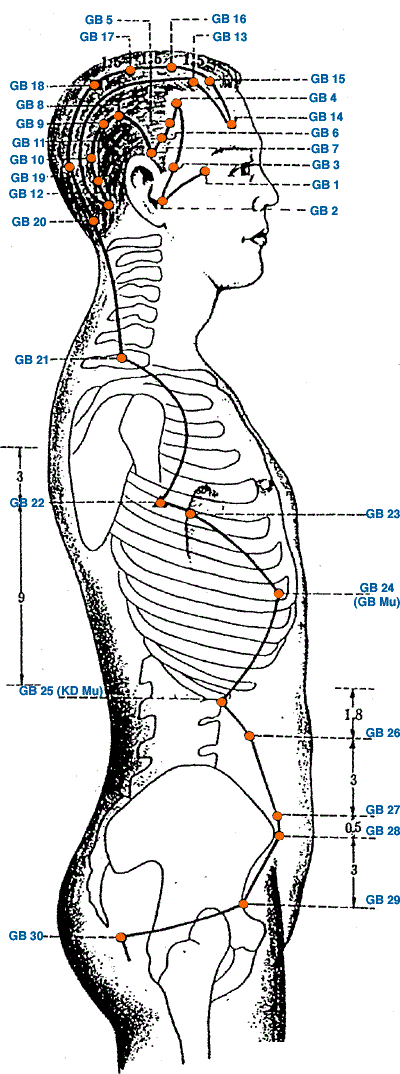 GB 5
GB 16
GB 17
GB 13
GB 18
GB 15
GB 8
GB 4
GB 9
GB 14
GB 11
GB 6
GB 10
GB 7
GB 19
GB 3
GB 12
GB 1
GB 20
GB 2
GB 21
3
GB 22
GB 23
9
GB 24
(GB Mu)
GB 25 (KD Mu)
1.8
GB 26
3
GB 27
0.5
GB 28
3
GB 29
GB 30